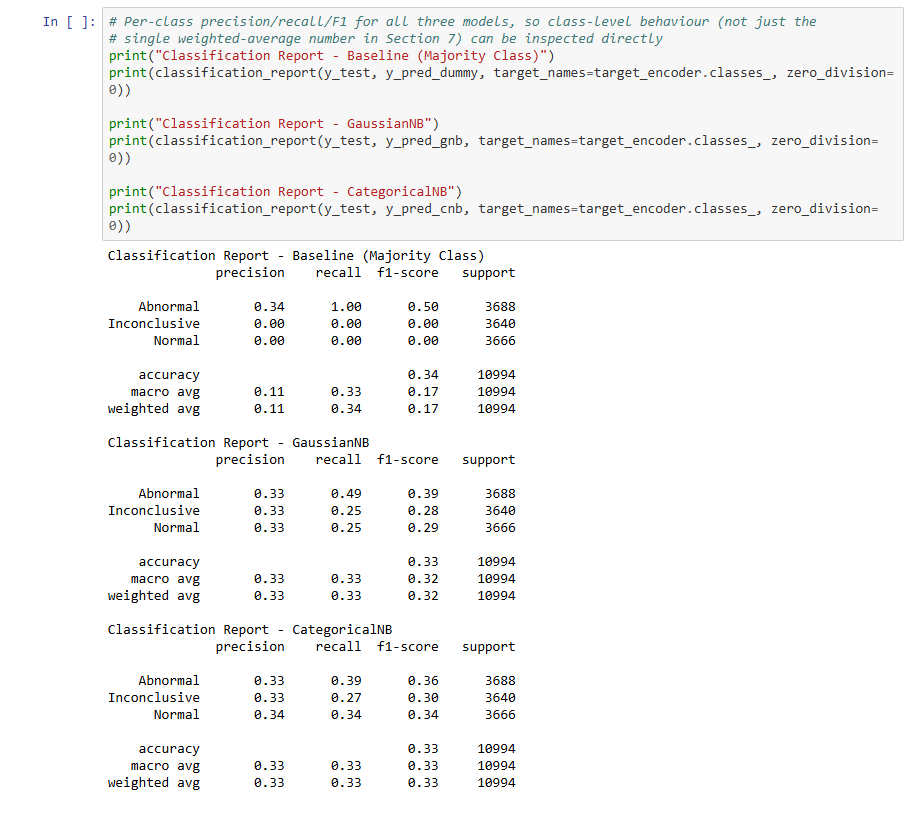 In [ ]: # Per-class precision/recall/F1 for all three models, so class-level behaviour (not just the
# single weighted-average number in Section 7) can be inspected directly
print("Classification Report - Baseline (Majority Class)")
print(classification_report(y_test, y_pred_dummy, target_names=target_encoder.classes_, zero_division=
0))

print("Classification Report - GaussianNB")
print(classification_report(y_test, y_pred_gnb, target_names=target_encoder.classes_, zero_division=
0))

print("Classification Report - CategoricalNB")
print(classification_report(y_test, y_pred_cnb, target_names=target_encoder.classes_, zero_division=
0))

Classification Report - Baseline (Majority Class)
              precision    recall  f1-score   support

    Abnormal       0.34      1.00      0.50      3688
Inconclusive       0.00      0.00      0.00      3640
      Normal       0.00      0.00      0.00      3666

    accuracy                           0.34     10994
   macro avg       0.11      0.33      0.17     10994
weighted avg       0.11      0.34      0.17     10994

Classification Report - GaussianNB
              precision    recall  f1-score   support

    Abnormal       0.33      0.49      0.39      3688
Inconclusive       0.33      0.25      0.28      3640
      Normal       0.33      0.25      0.29      3666

    accuracy                           0.33     10994
   macro avg       0.33      0.33      0.32     10994
weighted avg       0.33      0.33      0.32     10994

Classification Report - CategoricalNB
              precision    recall  f1-score   support

    Abnormal       0.33      0.39      0.36      3688
Inconclusive       0.33      0.27      0.30      3640
      Normal       0.34      0.34      0.34      3666

    accuracy                           0.33     10994
   macro avg       0.33      0.33      0.33     10994
weighted avg       0.33      0.33      0.33     10994